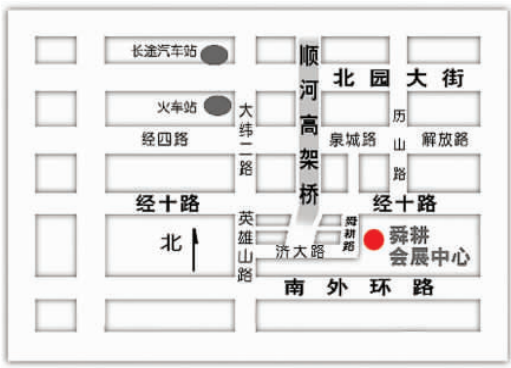 长途汽车站
北园大街
火车站
顺河高架桥
大纬二路
历山路
经四路
泉城路
解放路
经十路
经十路
英雄山路
舜耕路
北
济大路
舜耕
会展中心
南外环路